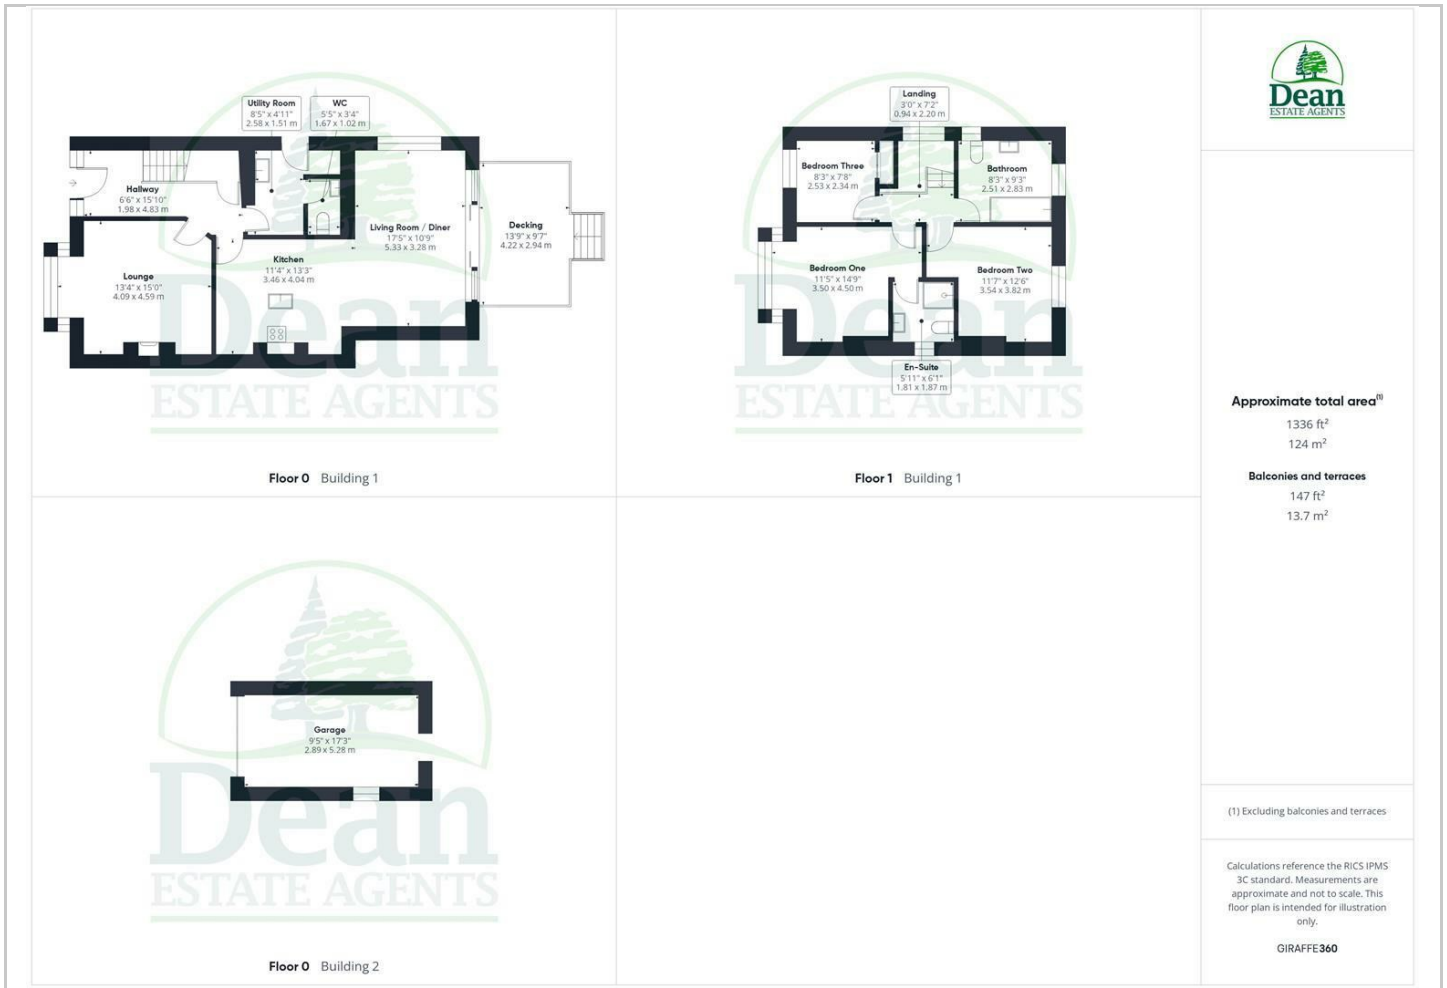 Utility Room
8'5" x 4'11"
2.58 x 1.51 m
WC
5'5" x 3'4"
1.67 x 1.02 m
Hallway
6'6" x 15'10"
1.98 x 4.83 m
Living Room / Diner
17'5" x 10'9"
5.33 x 3.28 m
Decking
13'9" x 9'7"
4.22 x 2.94 m
Kitchen
11'4" x 13'3"
3.46 x 4.04 m
Lounge
13'4" x 15'0"
4.09 x 4.59 m
Dean
ESTATE AGENTS
Floor 0 Building 1
Landing
3'0" x 7'2"
0.94 x 2.20 m
Bedroom Three
8'3" x 7'8"
2.53 x 2.34 m
Bathroom
8'3" x 9'3"
2.51 x 2.83 m
Bedroom One
11'5" x 14'9"
3.50 x 4.50 m
Bedroom Two
11'7" x 12'6"
3.54 x 3.82 m
En-Suite
5'11" x 6'1"
1.81 x 1.87 m
Dean
ESTATE AGENTS
Floor 1 Building 1
Garage
9'5" x 17'3"
2.89 x 5.28 m
Dean
ESTATE AGENTS
Floor 0 Building 2
Dean
ESTATE AGENTS
Approximate total area(1)
1336 ft²
124 m²
Balconies and terraces
147 ft²
13.7 m²
(1) Excluding balconies and terraces
Calculations reference the RICS IPMS
3C standard. Measurements are
approximate and not to scale. This
floor plan is intended for illustration
only.
GIRAFFE360